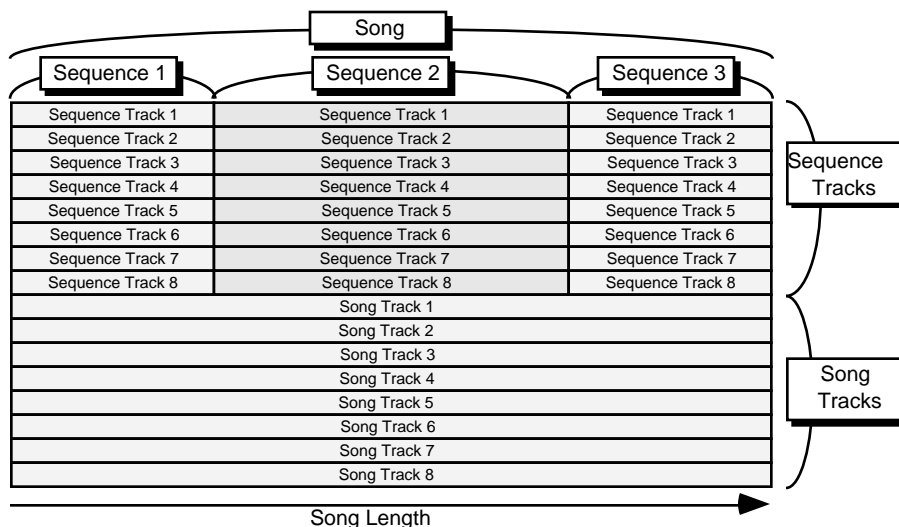 Song
Sequence 1 Sequence 2 Sequence 3
Sequence Track 1 Sequence Track 1 Sequence Track 1
Sequence Track 2 Sequence Track 2 Sequence Track 2
Sequence Track 3 Sequence Track 3 Sequence Track 3
Sequence Track 4 Sequence Track 4 Sequence Track 4
Sequence Track 5 Sequence Track 5 Sequence Track 5
Sequence Track 6 Sequence Track 6 Sequence Track 6
Sequence Track 7 Sequence Track 7 Sequence Track 7
Sequence Track 8 Sequence Track 8 Sequence Track 8
Sequence
Tracks
Song Track 1
Song Track 2
Song Track 3
Song Track 4
Song Track 5
Song Track 6
Song Track 7
Song Track 8
Song
Tracks
Song Length